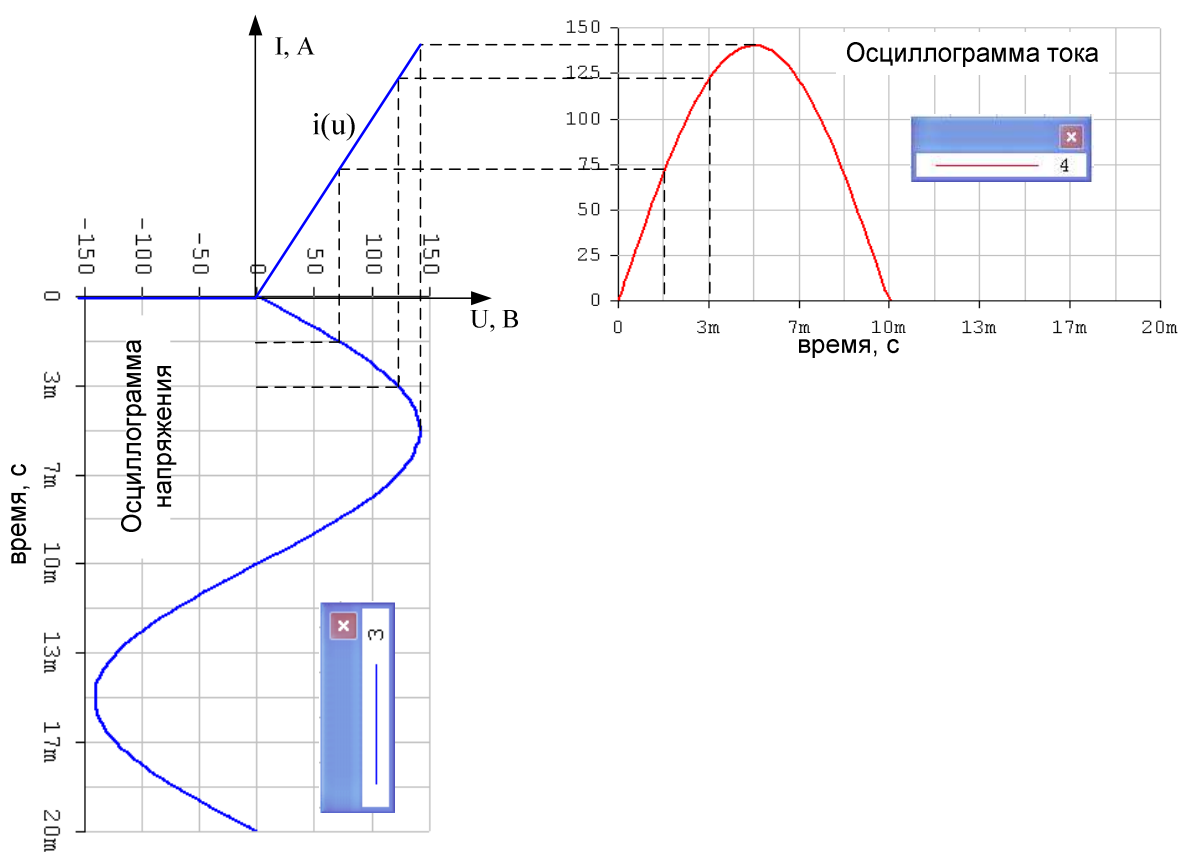 I, А
i(u)
-150
-100
-50
0
50
100
150
U, В
0
3m
7m
10m
13m
17m
20m
время, с
Осциллограмма
напряжения
3
150
125
100
75
50
25
0
Осциллограмма тока
4
0
3m
7m
10m
13m
17m
20m
время, с